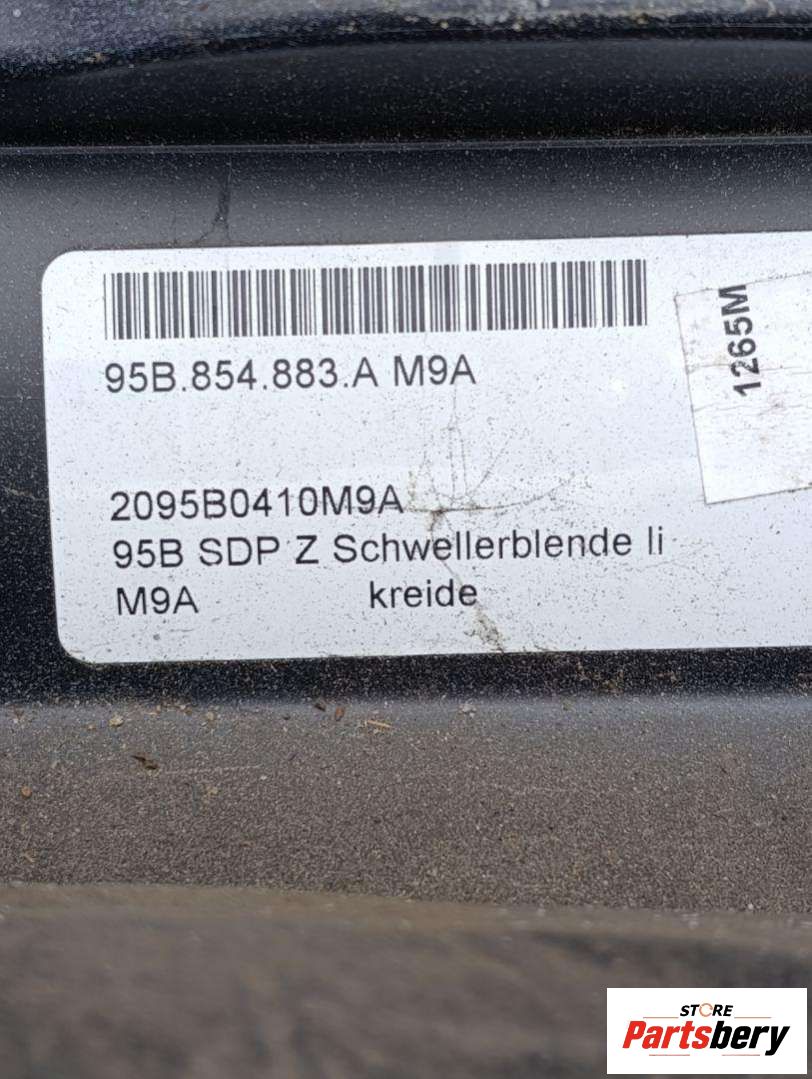 95B.854.883.A M9A
1265M
2095B0410M9A
95B SDP Z Schwellerblende li
M9A kreide
STORE
Partsbery